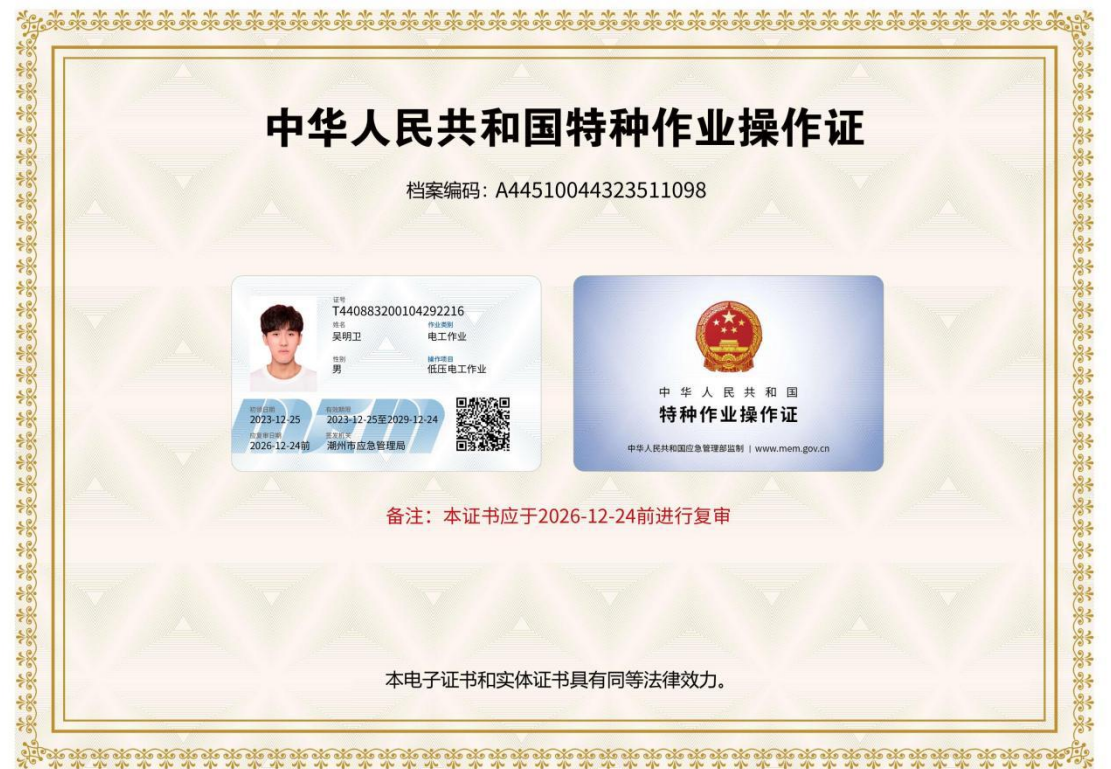 中华人民共和国特种作业操作证
档案编码：A44510044323511098
证号
T440883200104292216
姓名 作业类别
吴明卫 电工作业
性别 操作项目
男 低压电工作业
初领日期 有效期限
2023-12-25 2023-12-25至2029-12-24
应复审日期 签发机关
2026-12-24前 潮州市应急管理局
中华人民共和国
特种作业操作证
中华人民共和国应急管理部监制 | www.mem.gov.cn
备注：本证书应于2026-12-24前进行复审
本电子证书和实体证书具有同等法律效力。